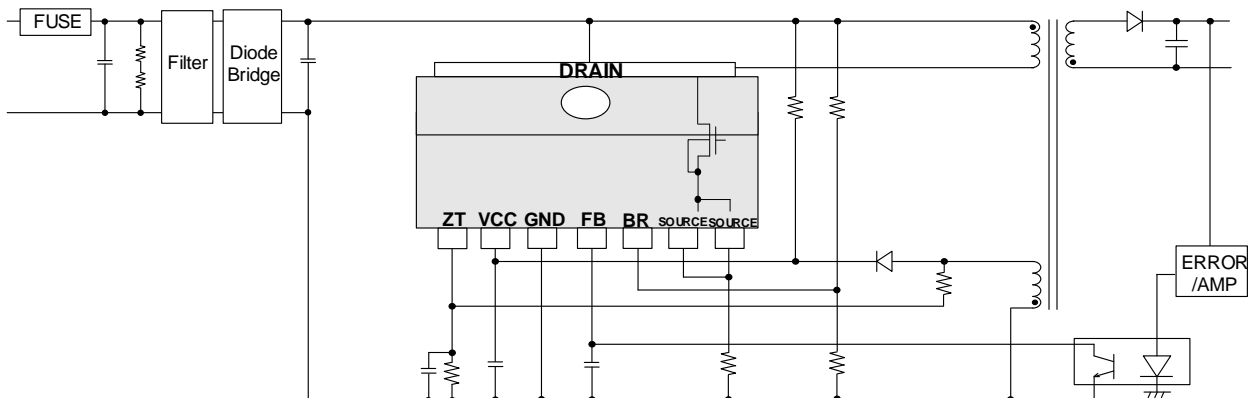 FUSE
Filter
Diode
Bridge
DRAIN
ZT VCC GND FB BR SOURCE SOURCE
ERROR
/AMP